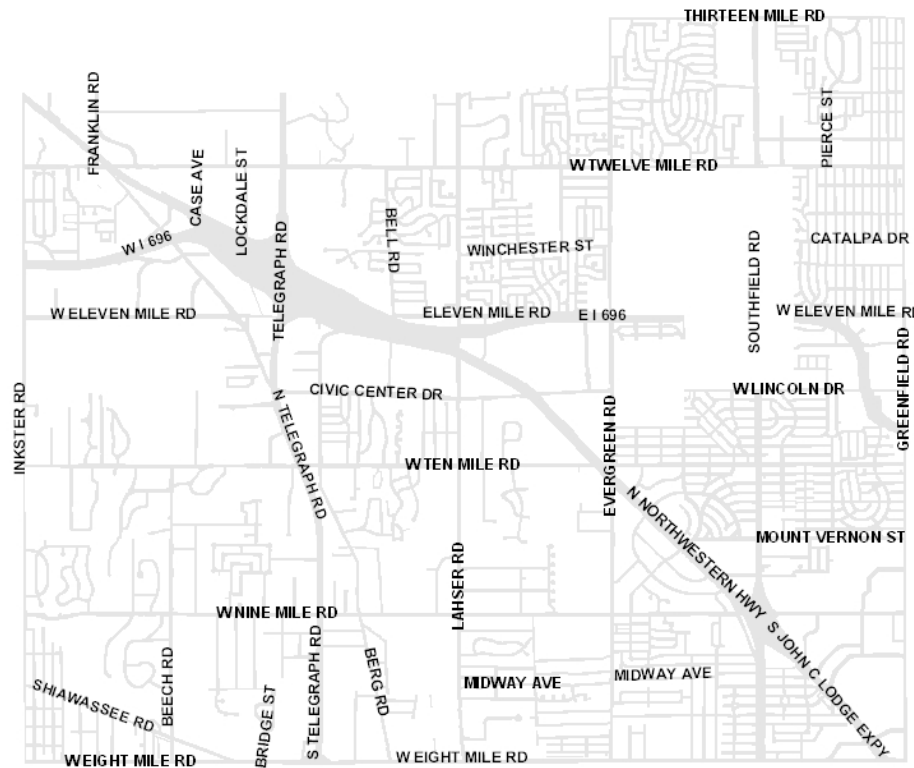 THIRTEEN MILE RD
FRANKLIN RD
PIERCE ST
CASE AVE
LOCKDALE ST
W TWELVE MILE RD
BELL RD
W I 696
WINCHESTER ST
CATALPA DR
TELEGRAPH RD
SOUTHFIELD RD
W ELEVEN MILE RD
ELEVEN MILE RD
E I 696
W ELEVEN MILE RD
GREENFIELD RD
INKSTER RD
CIVIC CENTER DR
W LINCOLN DR
N TELEGRAPH RD
EVERGREEN RD
W TEN MILE RD
N NORTHWESTERN HWY
MOUNT VERNON ST
LAHSER RD
W NINE MILE RD
S JOHN C LODGE EXPY
BEECH RD
S TELEGRAPH RD
BERG RD
MIDWAY AVE
MIDWAY AVE
SHIAWASSEE RD
BRIDGE ST
W EIGHT MILE RD
W EIGHT MILE RD